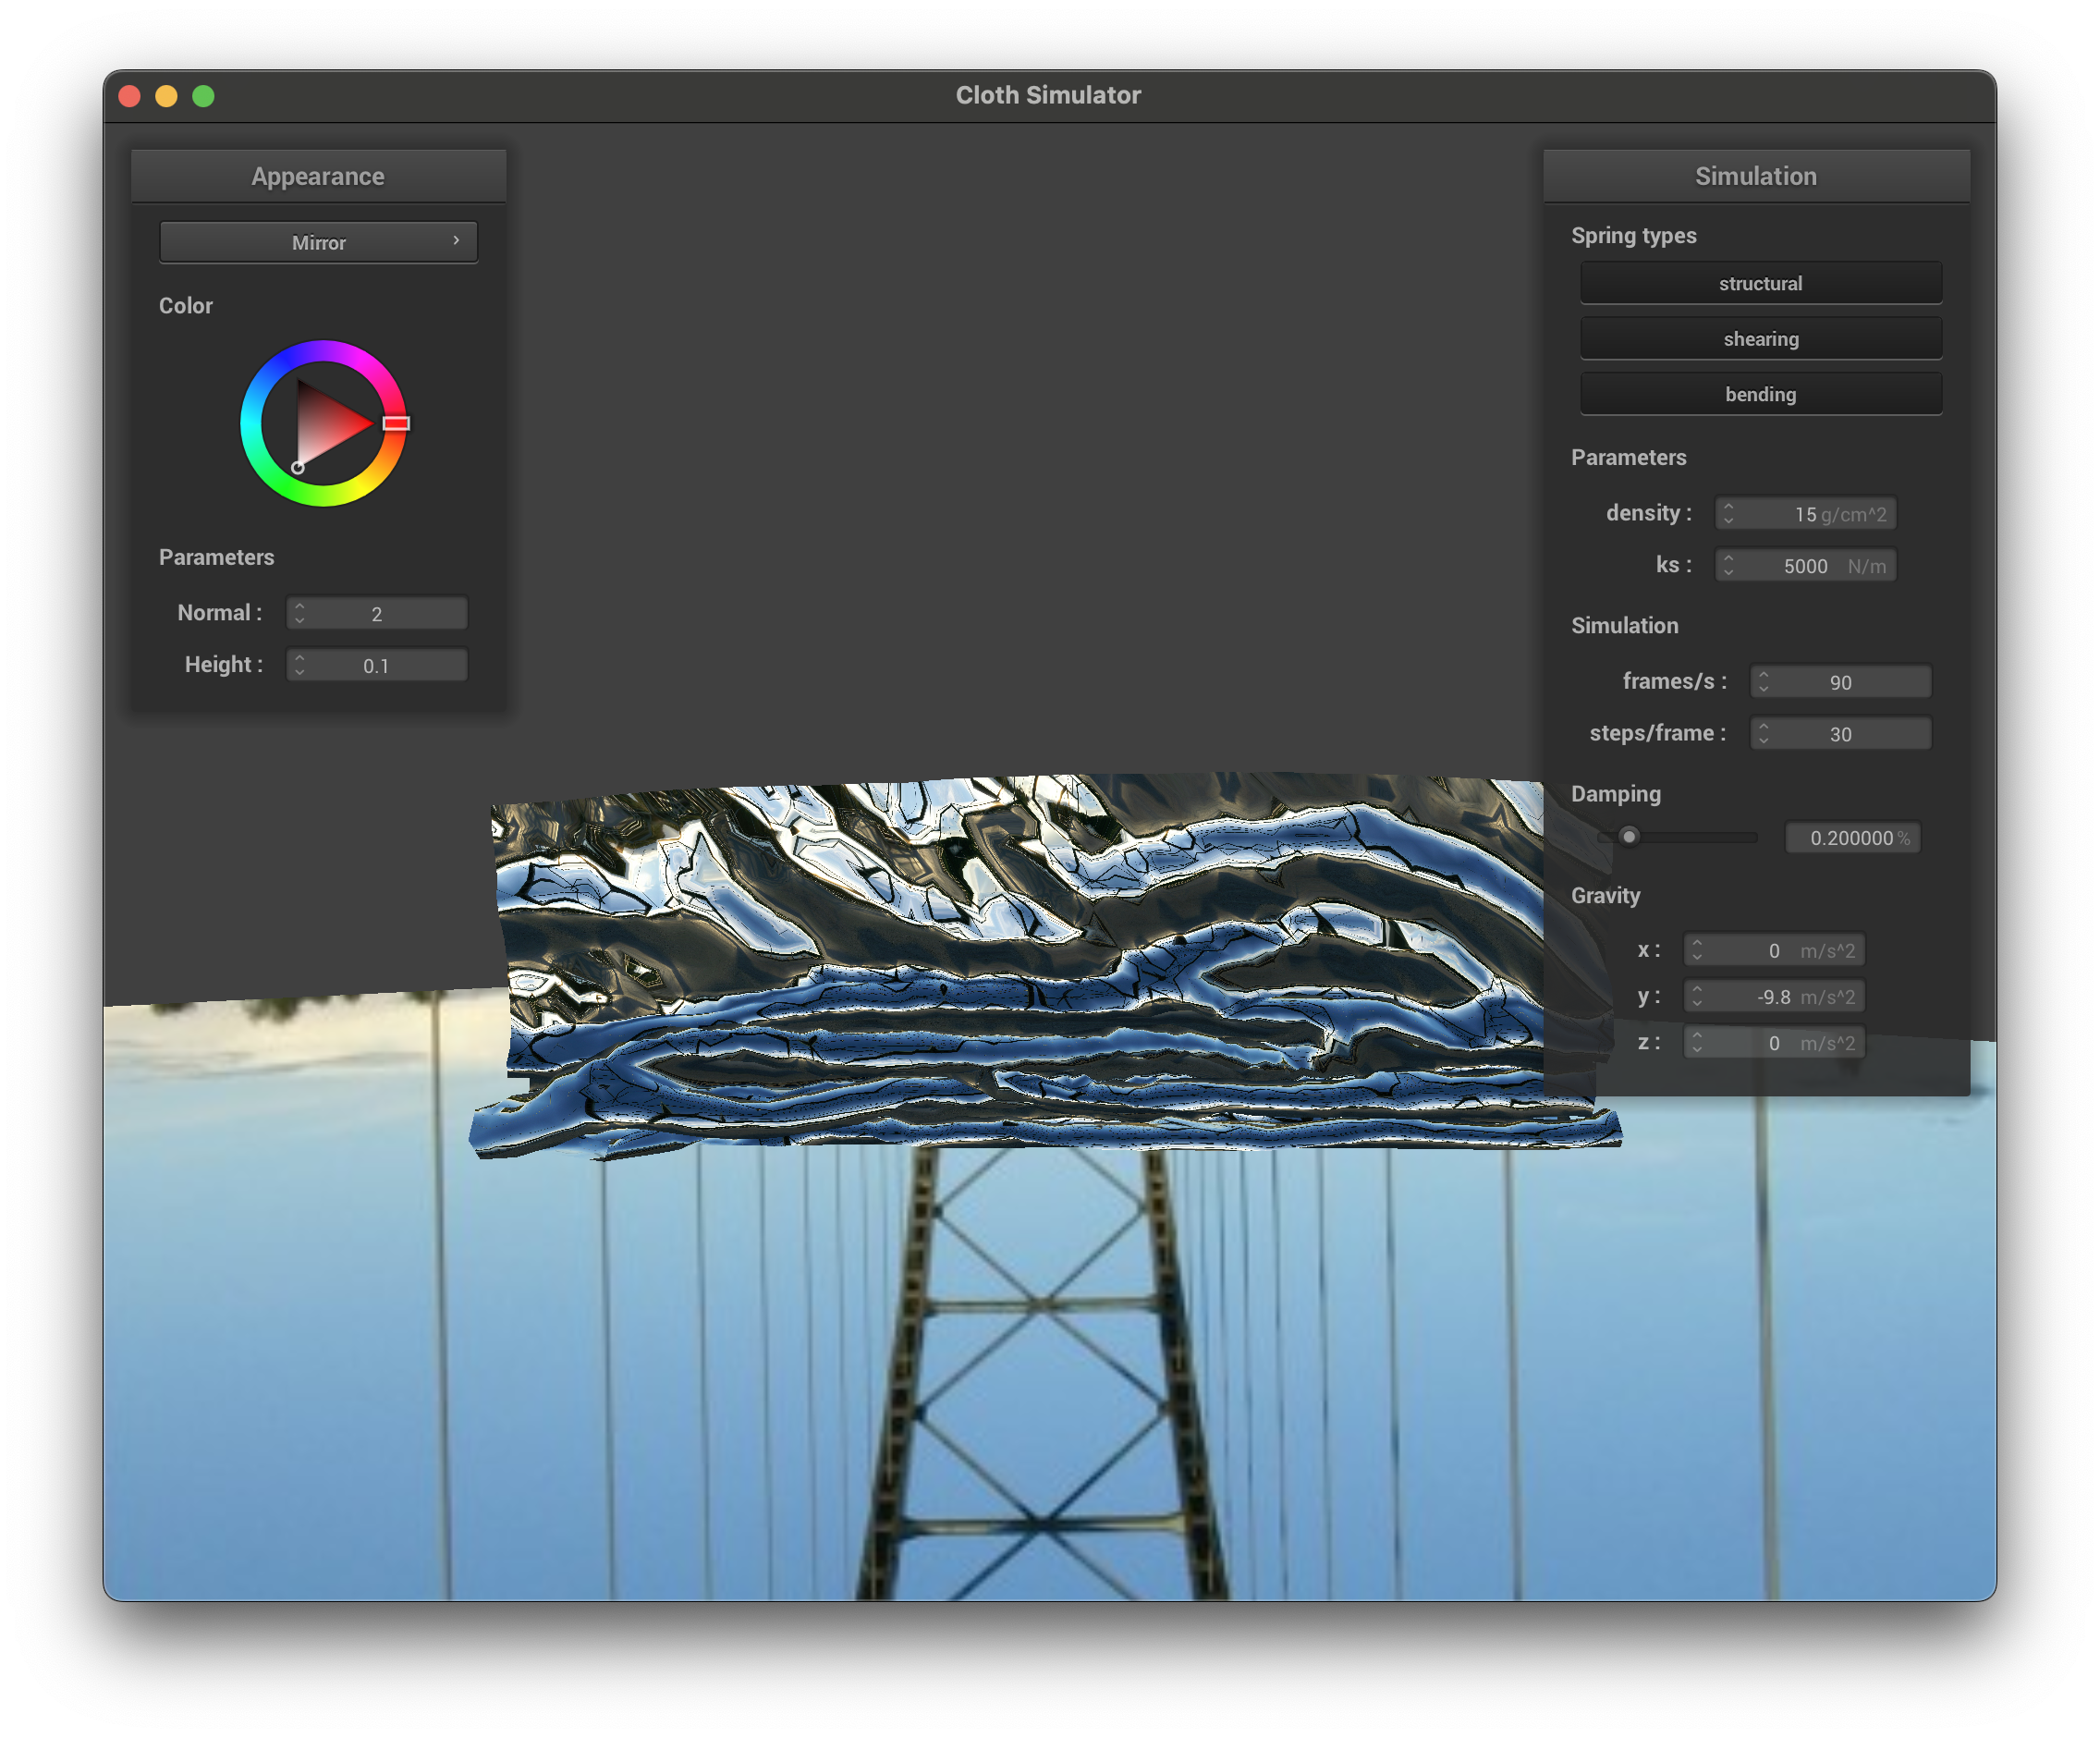 Cloth Simulator
Appearance
Mirror
Color
Parameters
Normal : 2
Height : 0.1
Simulation
Spring types
structural
shearing
bending
Parameters
density : 15 g/cm^2
ks : 5000 N/m
Simulation
frames/s : 90
steps/frame : 30
Damping
0.200000 %
Gravity
x : 0 m/s^2
y : -9.8 m/s^2
z : 0 m/s^2